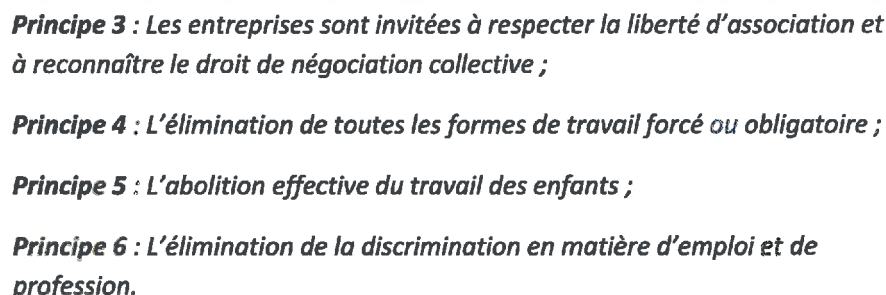 Principe 3 : Les entreprises sont invitées à respecter la liberté d'association et
à reconnaître le droit de négociation collective ;
Principe 4 : L'élimination de toutes les formes de travail forcé ou obligatoire ;
Principe 5 : L'abolition effective du travail des enfants ;
Principe 6 : L'élimination de la discrimination en matière d'emploi et de
profession.